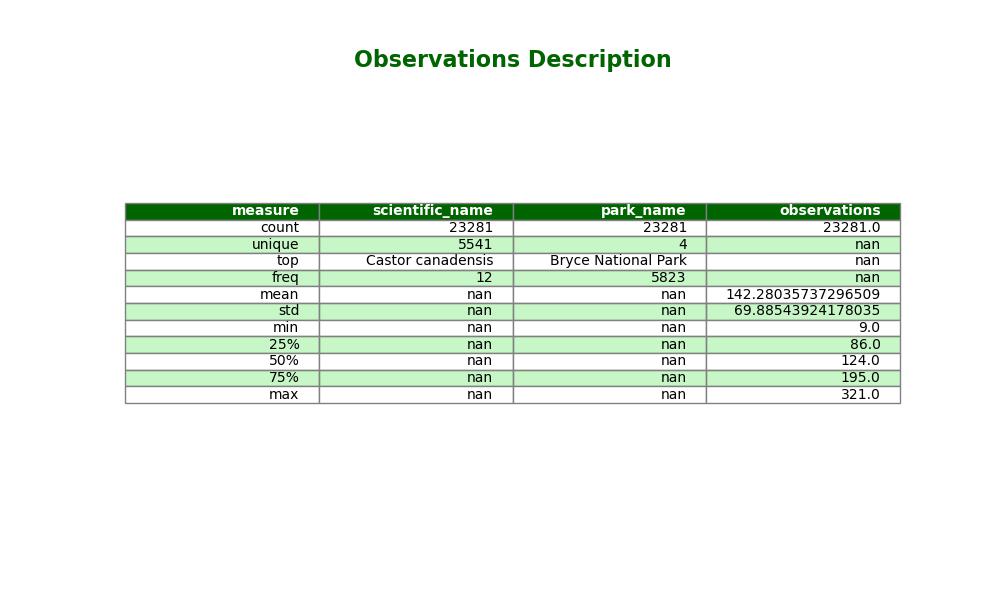 Observations Description
measure scientific_name park_name observations
count 23281 23281 23281.0
unique 5541 4 nan
top Castor canadensis Bryce National Park nan
freq 12 5823 nan
mean nan nan 142.28035737296509
std nan nan 69.88543924178035
min nan nan 9.0
25% nan nan 86.0
50% nan nan 124.0
75% nan nan 195.0
max nan nan 321.0